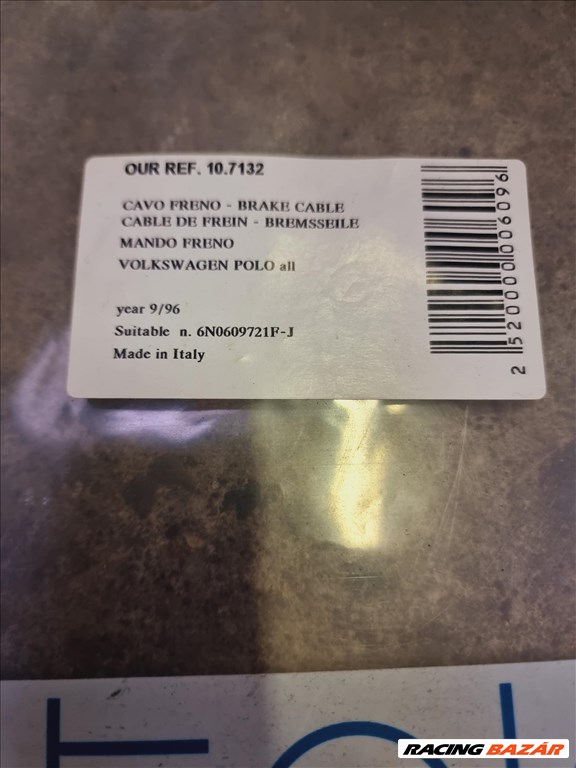 OUR REF. 10.7132
CAVO FRENO - BRAKE CABLE
CABLE DE FREIN - BREMSSEILE
MANDO FRENO
VOLKSWAGEN POLO all
year 9/96
Suitable n. 6N0609721F-J
Made in Italy
2520000006096
RACING BAZÁR